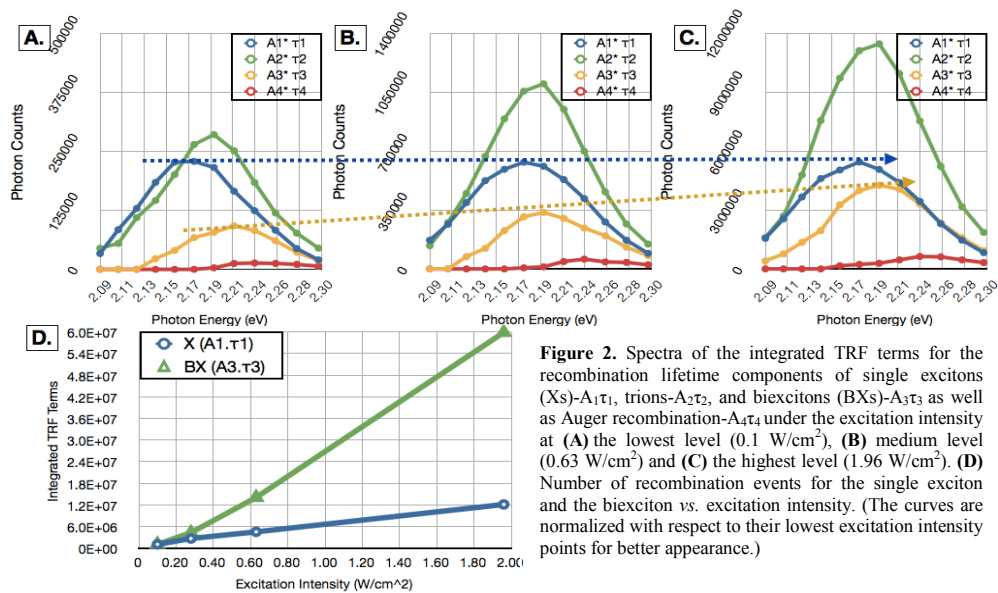 A.
500000
375000
250000
125000
0
Photon Counts
A1* τ1
A2* τ2
A3* τ3
A4* τ4
2.09 2.11 2.13 2.15 2.17 2.19 2.21 2.23 2.26 2.28 2.30
Photon Energy (eV)
B.
1400000
1050000
700000
350000
0
Photon Counts
A1* τ1
A2* τ2
A3* τ3
A4* τ4
2.09 2.11 2.13 2.15 2.17 2.19 2.21 2.23 2.26 2.28 2.30
Photon Energy (eV)
C.
12000000
9000000
6000000
3000000
0
Photon Counts
A1* τ1
A2* τ2
A3* τ3
A4* τ4
2.09 2.11 2.13 2.15 2.17 2.19 2.21 2.23 2.26 2.28 2.30
Photon Energy (eV)
D.
6.0E+07
5.4E+07
4.8E+07
4.2E+07
3.6E+07
3.0E+07
2.4E+07
1.8E+07
1.2E+07
6.0E+06
0E+00
Integrated TRF Terms
X (A1.τ1)
BX (A3.τ3)
0 0.20 0.40 0.60 0.80 1.00 1.20 1.40 1.60 1.80 2.00
Excitation Intensity (W/cm^2)
Figure 2. Spectra of the integrated TRF terms for the
recombination lifetime components of single excitons
(Xs)-A₁τ₁, trions-A₂τ₂, and biexcitons (BXs)-A₃τ₃ as well
as Auger recombination-A₄τ₄ under the excitation intensity
at (A) the lowest level (0.1 W/cm²), (B) medium level
(0.63 W/cm²) and (C) the highest level (1.96 W/cm²). (D)
Number of recombination events for the single exciton
and the biexciton vs. excitation intensity. (The curves are
normalized with respect to their lowest excitation intensity
points for better appearance.)